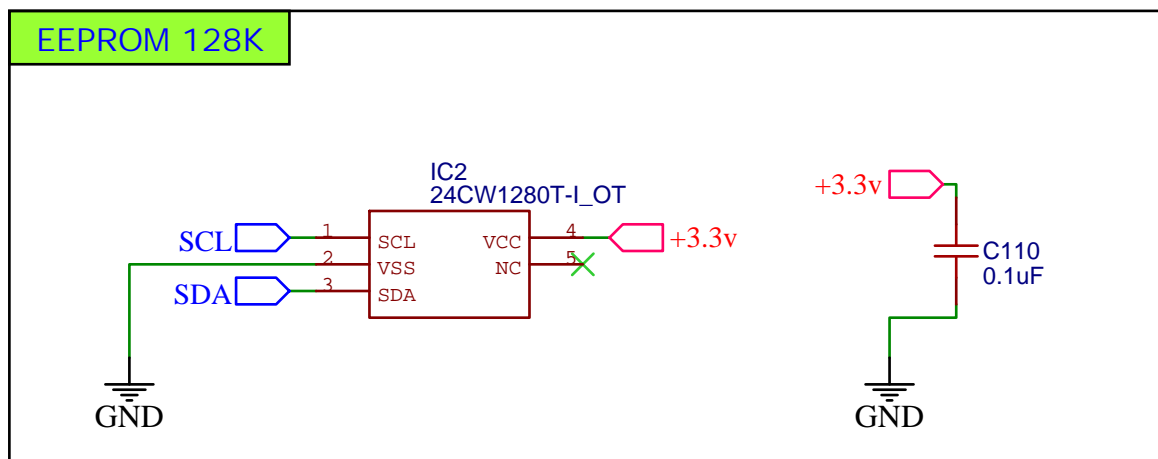 EEPROM 128K
IC2
24CW1280T-I_OT
SCL 1 SCL VCC 4 +3.3v
2 VSS NC 5
SDA 3 SDA
GND
+3.3v
C110
0.1uF
GND